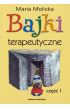 Maria Molicka
Bajki
terapeutyczne
część I